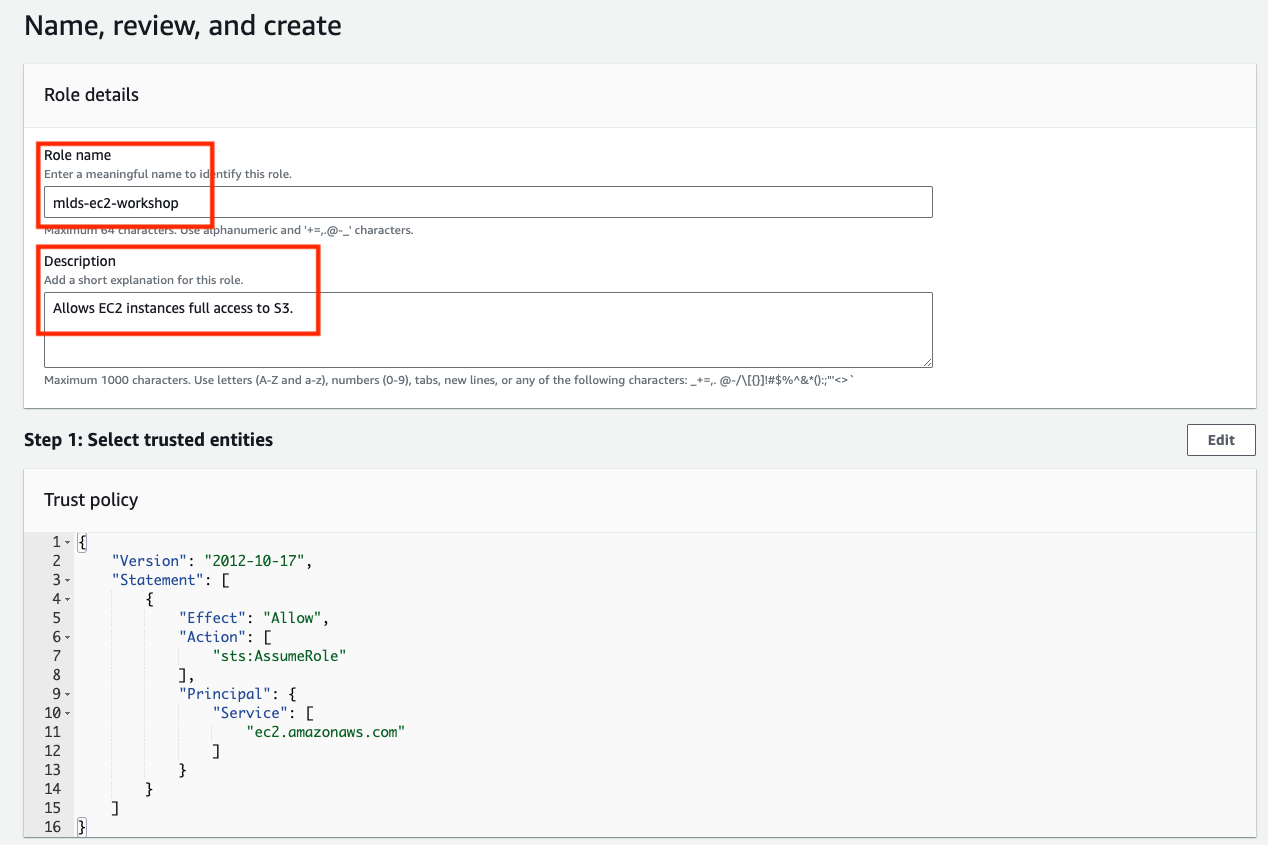 Name, review, and create
Role details
Role name
Enter a meaningful name to identify this role.
mlds-ec2-workshop
Maximum 64 characters. Use alphanumeric and '+=,.@-_' characters.
Description
Add a short explanation for this role.
Allows EC2 instances full access to S3.
Maximum 1000 characters. Use letters (A-Z and a-z), numbers (0-9), tabs, new lines, or any of the following characters: _+=,. @-/\[{}]!#$%^&*();:"'<>`
Step 1: Select trusted entities
Edit
Trust policy
1 {
2     "Version": "2012-10-17",
3     "Statement": [
4         {
5             "Effect": "Allow",
6             "Action": [
7                 "sts:AssumeRole"
8             ],
9             "Principal": {
10                 "Service": [
11                     "ec2.amazonaws.com"
12                 ]
13             }
14         }
15     ]
16 }